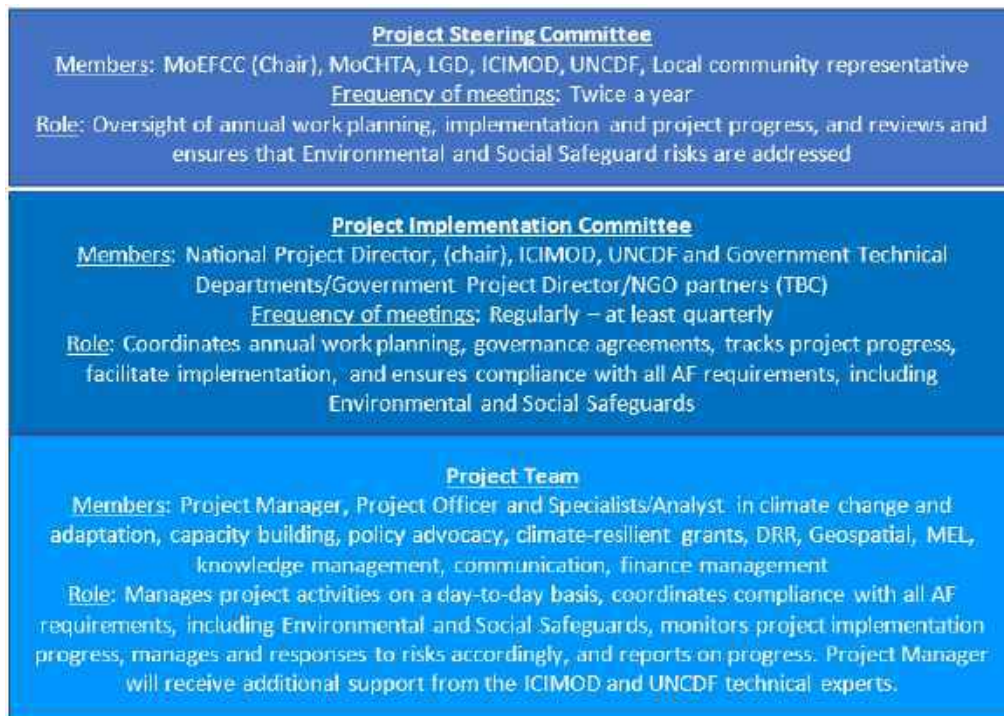 Project Steering Committee
Members: MoEFCC (Chair), MoCHTA, LGD, ICIMOD, UNCDF, Local community representative
Frequency of meetings: Twice a year
Role: Oversight of annual work planning, implementation and project progress, and reviews and
ensures that Environmental and Social Safeguard risks are addressed
Project Implementation Committee
Members: National Project Director, (chair), ICIMOD, UNCDF and Government Technical
Departments/Government Project Director/NGO partners (TBC)
Frequency of meetings: Regularly – at least quarterly
Role: Coordinates annual work planning, governance agreements, tracks project progress,
facilitate implementation, and ensures compliance with all AF requirements, including
Environmental and Social Safeguards
Project Team
Members: Project Manager, Project Officer and Specialists/Analyst in climate change and
adaptation, capacity building, policy advocacy, climate-resilient grants, DRR, Geospatial, MEL,
knowledge management, communication, finance management
Role: Manages project activities on a day-to-day basis, coordinates compliance with all AF
requirements, including Environmental and Social Safeguards, monitors project implementation
progress, manages and responses to risks accordingly, and reports on progress. Project Manager
will receive additional support from the ICIMOD and UNCDF technical experts.